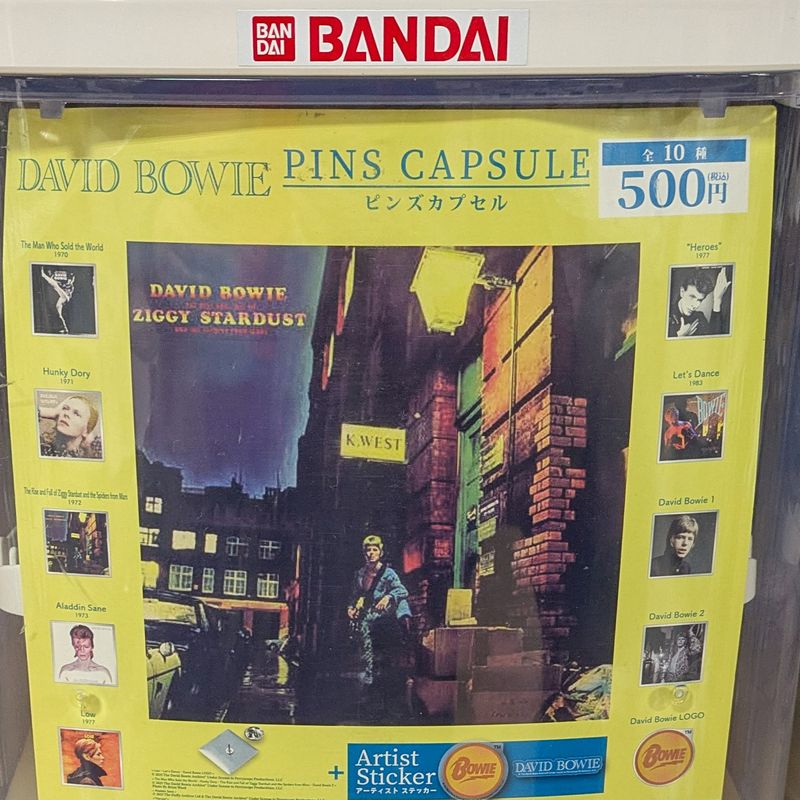 BAN
DAI
BANDAI
DAVID BOWIE
PINS CAPSULE
ピンズカプセル
全10種
500円
(税込)
The Man Who Sold the World
1970
Hunky Dory
1971
The Rise and Fall of Ziggy Stardust and the Spiders from Mars
1972
Aladdin Sane
1973
Low
1977
DAVID BOWIE
ZIGGY STARDUST
K. WEST
"Heroes"
1977
Let's Dance
1983
BOWIE
David Bowie 1
David Bowie 2
David Bowie LOGO
BOWIE
TM
+
Artist
Sticker
アーティスト ステッカー
BOWIE
TM
DAVID BOWIE